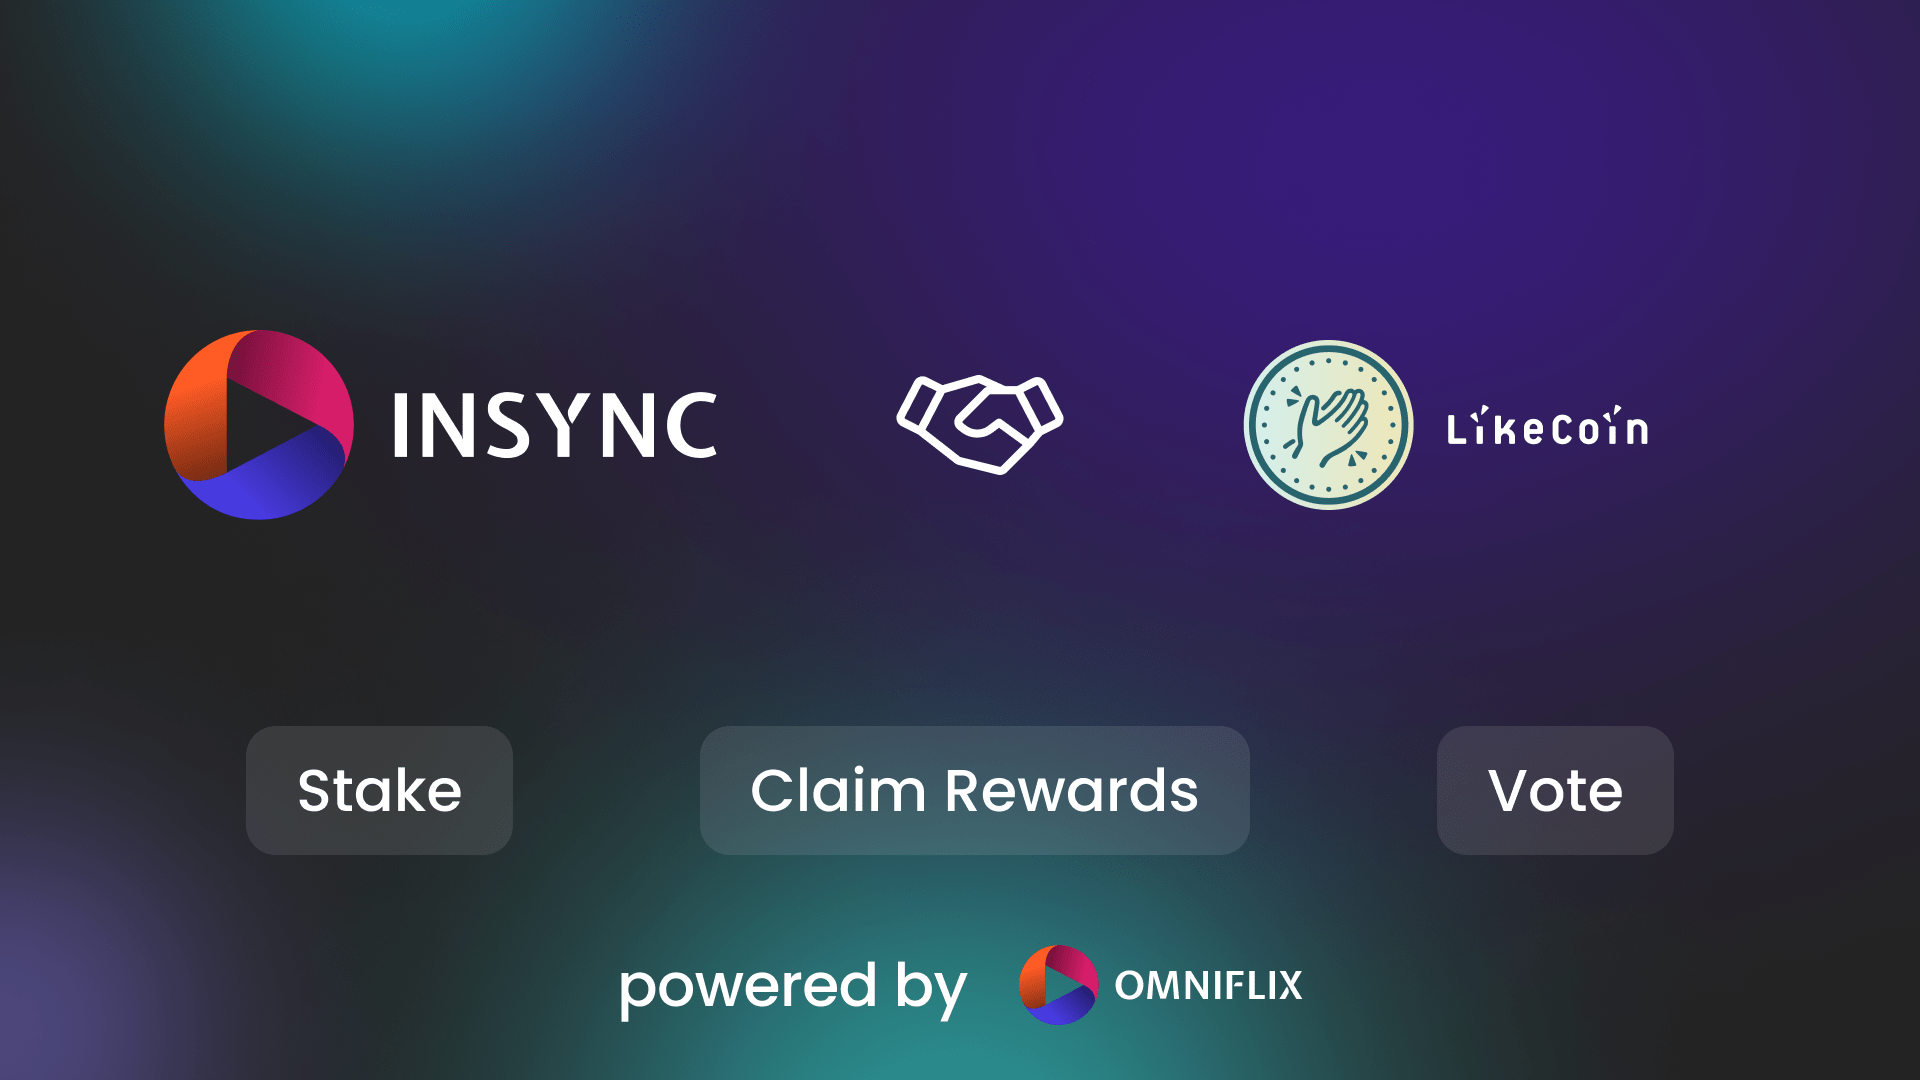 INSYNC
LikeCoin
Stake
Claim Rewards
Vote
powered by OMNIFLIX